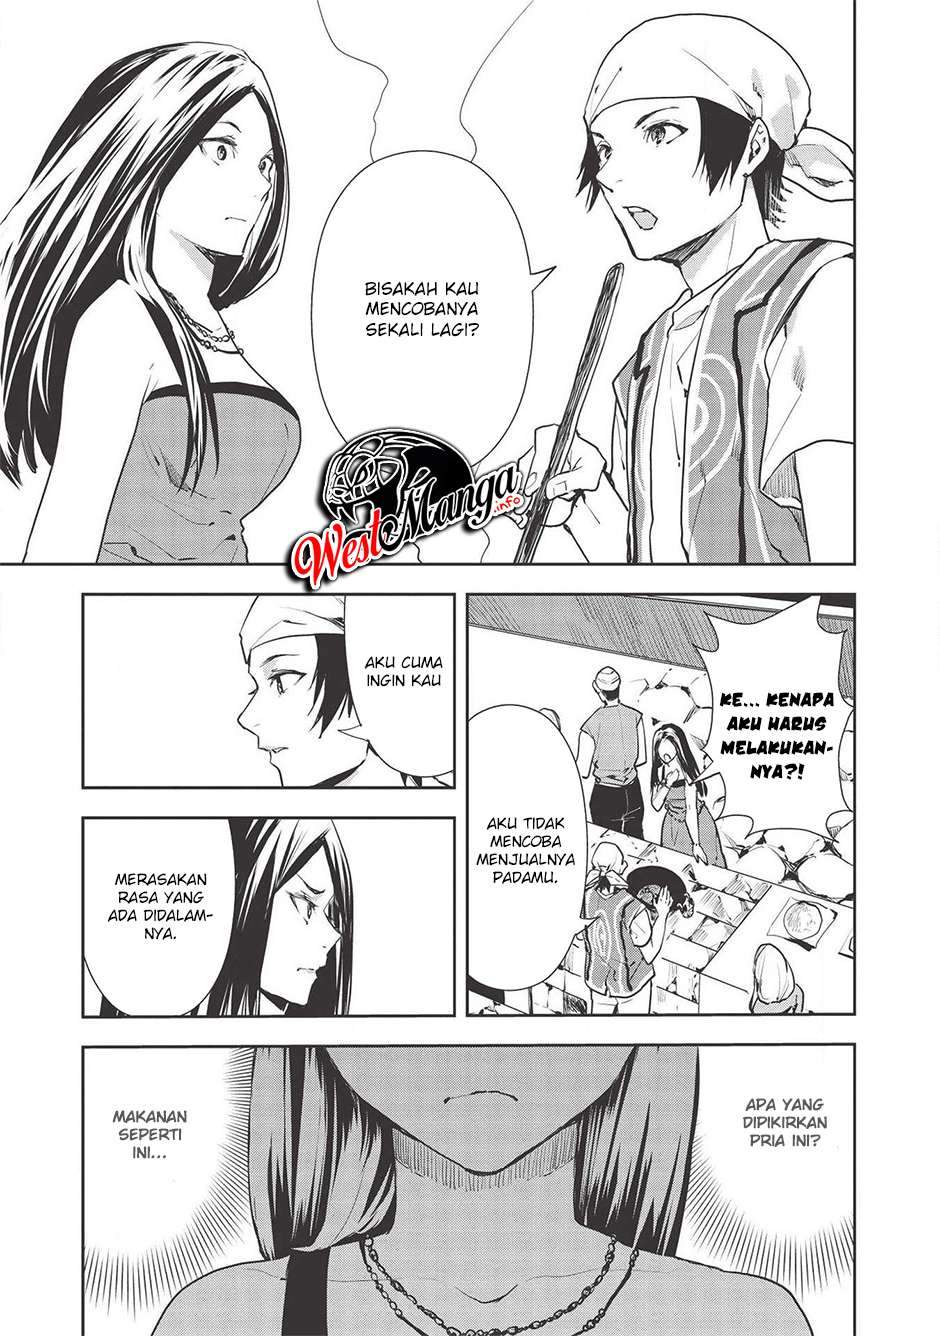 BISAKAH KAU
MENCOBANYA
SEKALI LAGI?
WestManga
.info
KE... KENAPA
AKU HARUS
MELAKUKAN-
NYA?!
AKU TIDAK
MENCOBA
MENJUALNYA
PADAMU.
AKU CUMA
INGIN KAU
MERASAKAN
RASA YANG
ADA DIDALAM-
NYA.
APA YANG
DIPIKIRKAN
PRIA INI?
MAKANAN
SEPERTI
INI...